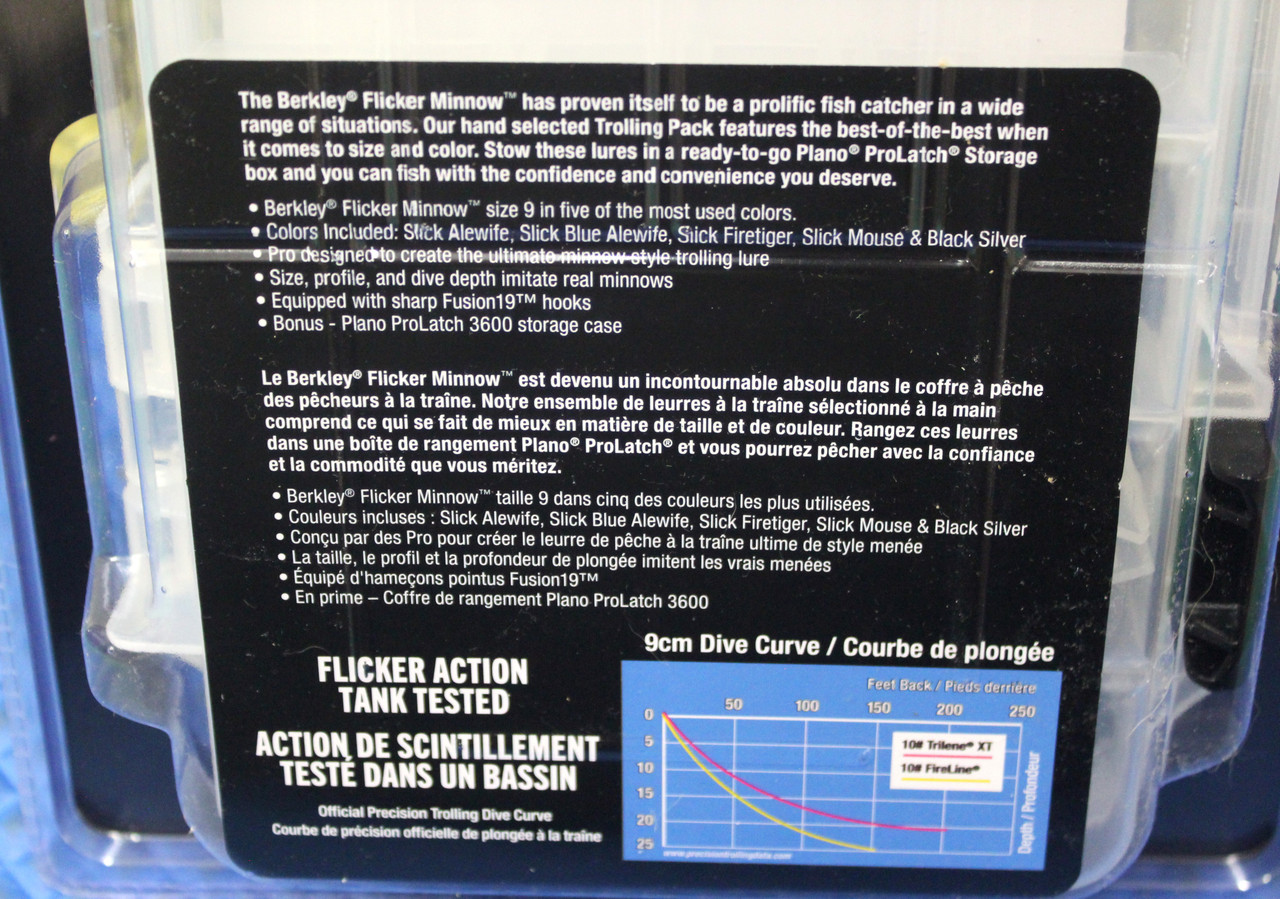 The Berkley® Flicker Minnow™ has proven itself to be a prolific fish catcher in a wide
range of situations. Our hand selected Trolling Pack features the best-of-the-best when
it comes to size and color. Stow these lures in a ready-to-go Plano® ProLatch® Storage
box and you can fish with the confidence and convenience you deserve.
• Berkley® Flicker Minnow™ size 9 in five of the most used colors.
• Colors Included: Slick Alewife, Slick Blue Alewife, Slick Firetiger, Slick Mouse & Black Silver
• Pro designed to create the ultimate minnow style trolling lure
• Size, profile, and dive depth imitate real minnows
• Equipped with sharp Fusion19™ hooks
• Bonus - Plano ProLatch 3600 storage case
Le Berkley® Flicker Minnow™ est devenu un incontournable absolu dans le coffre à pêche
des pêcheurs à la traîne. Notre ensemble de leurres à la traîne sélectionné à la main
comprend ce qui se fait de mieux en matière de taille et de couleur. Rangez ces leurres
dans une boîte de rangement Plano® ProLatch® et vous pourrez pêcher avec la confiance
et la commodité que vous méritez.
• Berkley® Flicker Minnow™ taille 9 dans cinq des couleurs les plus utilisées.
• Couleurs incluses : Slick Alewife, Slick Blue Alewife, Slick Firetiger, Slick Mouse & Black Silver
• Conçu par des Pro pour créer le leurre de pêche à la traîne ultime de style menée
• La taille, le profil et la profondeur de plongée imitent les vrais menées
• Équipé d'hameçons pointus Fusion19™
• En prime – Coffre de rangement Plano ProLatch 3600
FLICKER ACTION
TANK TESTED
ACTION DE SCINTILLEMENT
TESTÉ DANS UN BASSIN
Official Precision Trolling Dive Curve
Courbe de précision officielle de plongée à la traîne
9cm Dive Curve / Courbe de plongée
Feet Back / Pieds derrière
50 100 150 200 250
0
5
10
15
20
25
10# Trilene® XT
10# FireLine®
Depth / Profondeur
www.precisiontrollingdata.com